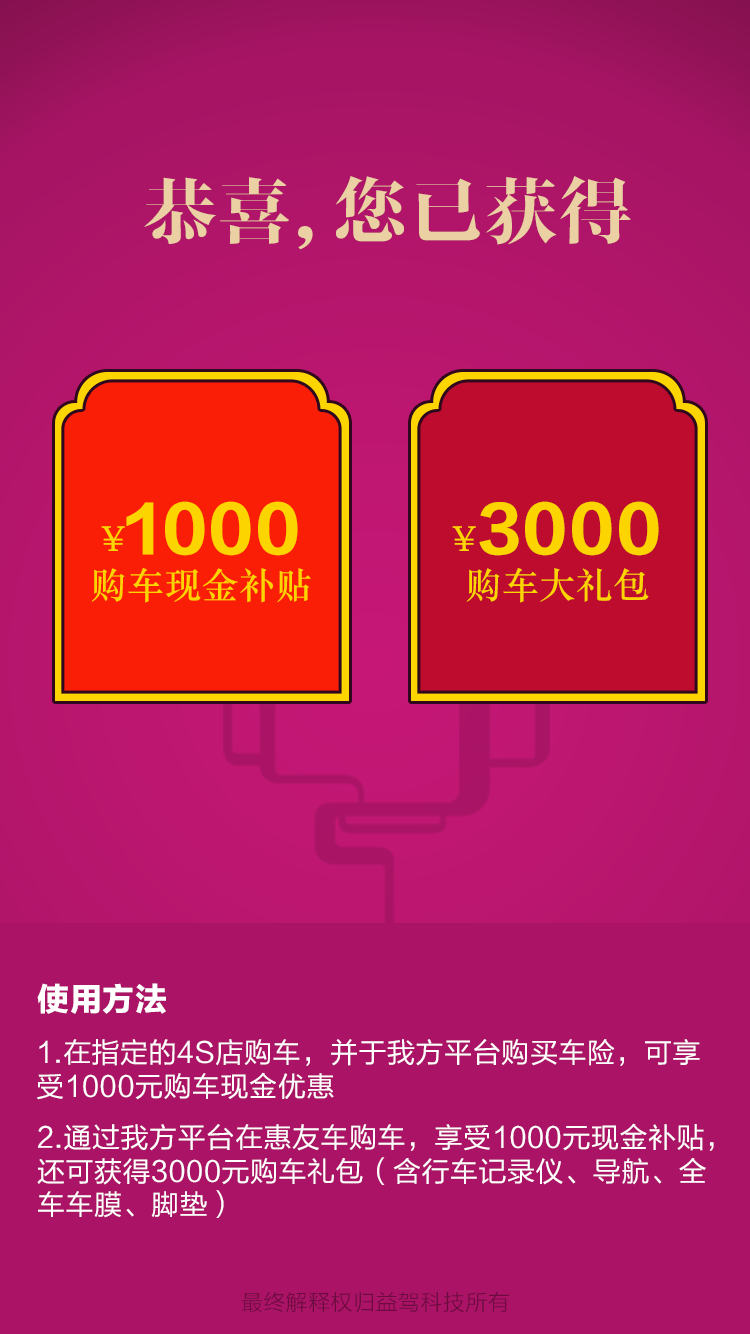 恭喜,您已获得
¥1000
购车现金补贴
¥3000
购车大礼包
使用方法
1.在指定的4S店购车，并于我方平台购买车险，可享
受1000元购车现金优惠
2.通过我方平台在惠友车购车，享受1000元现金补贴，
还可获得3000元购车礼包（含行车记录仪、导航、全
车车膜、脚垫）
最终解释权归益驾科技所有